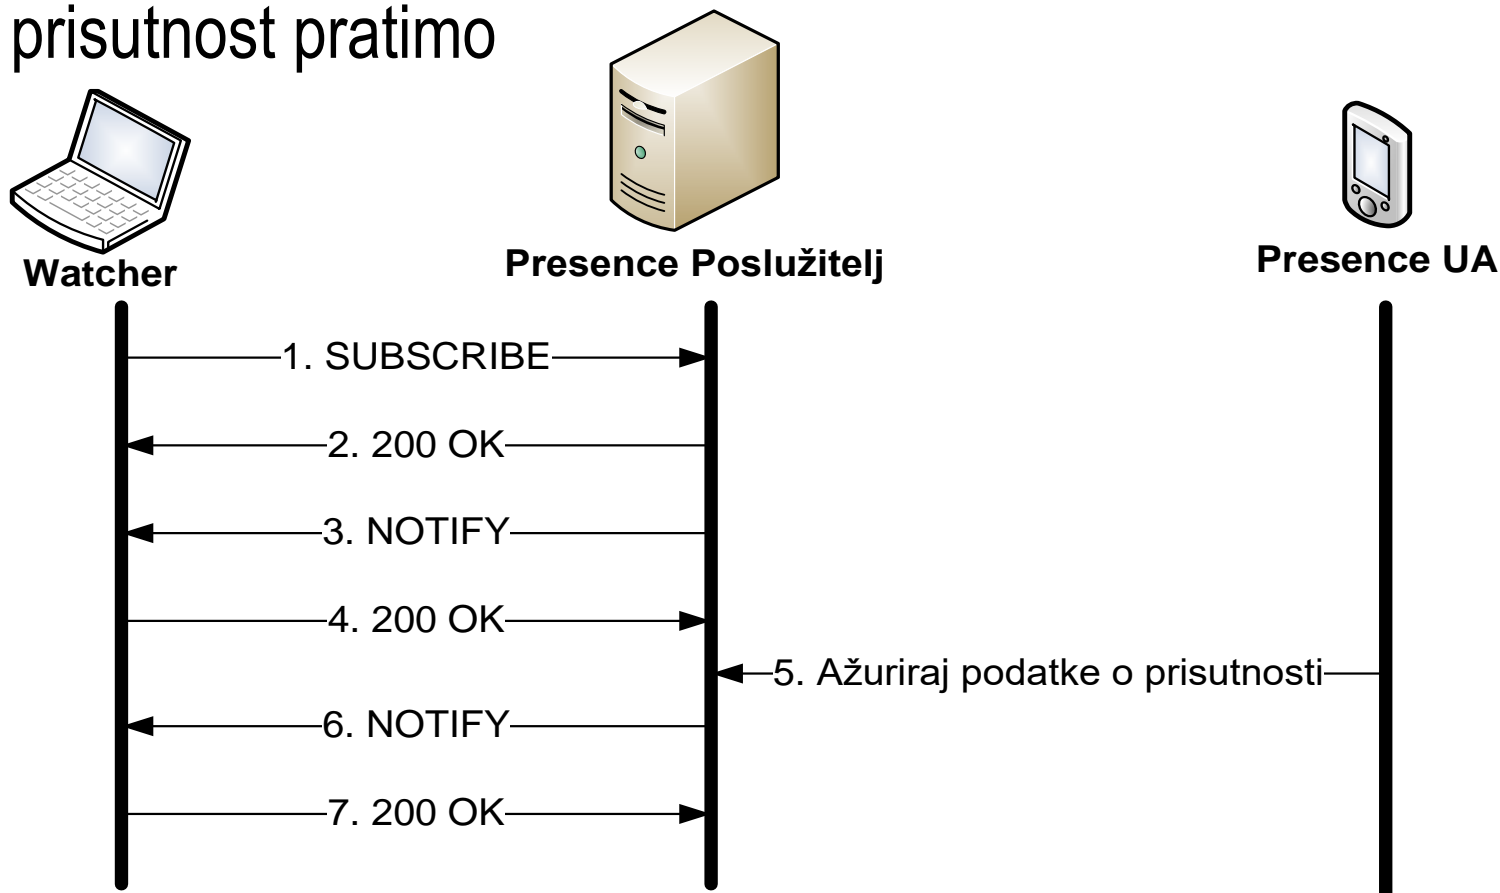 prisutnost pratimo
Watcher
Presence Poslužitelj
Presence UA
1. SUBSCRIBE
2. 200 OK
3. NOTIFY
4. 200 OK
5. Ažuriraj podatke o prisutnosti
6. NOTIFY
7. 200 OK